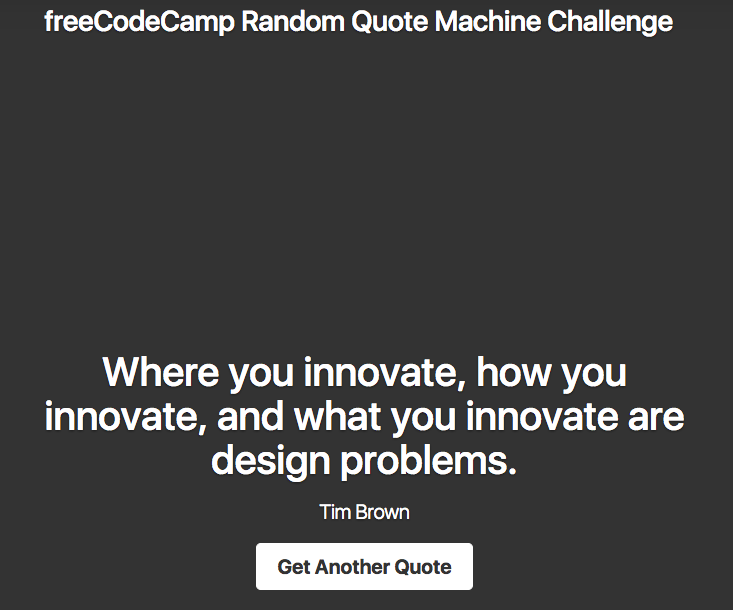 freeCodeCamp Random Quote Machine Challenge
Where you innovate, how you
innovate, and what you innovate are
design problems.
Tim Brown
Get Another Quote